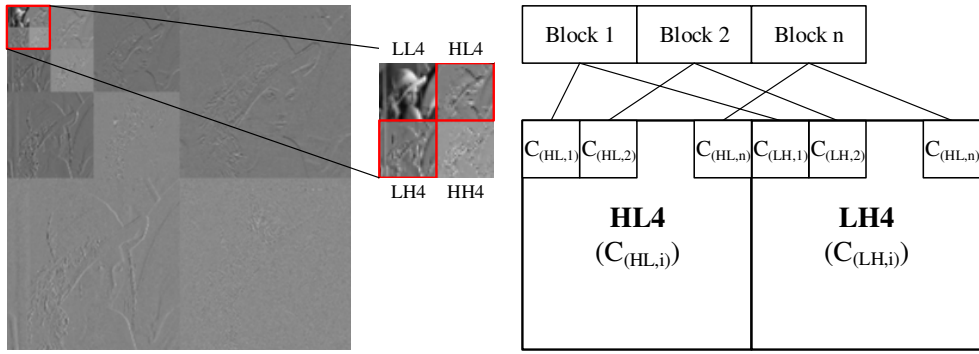 LL4 HL4
LH4 HH4
Block 1 Block 2 Block n
C(HL,1) C(HL,2) C(HL,n) C(LH,1) C(LH,2) C(HL,n)
HL4 LH4
(C(HL,i)) (C(LH,i))